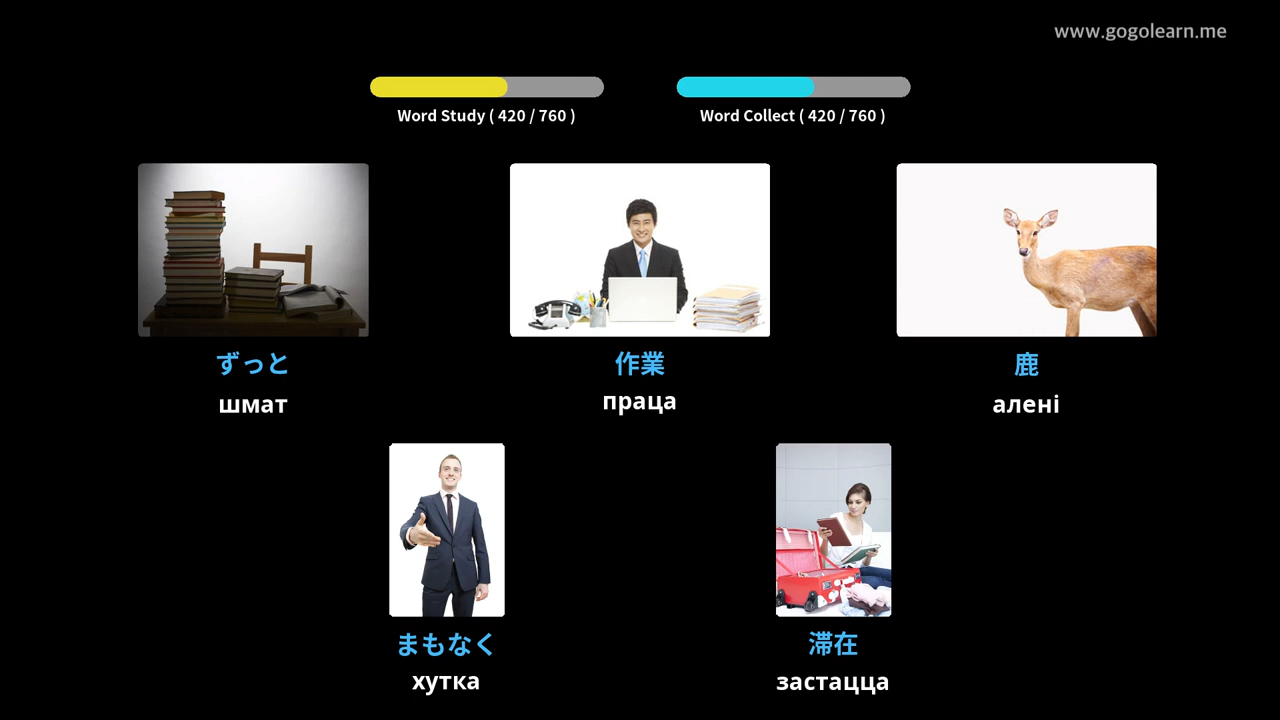 www.gogolearn.me
Word Study ( 420 / 760 )
Word Collect ( 420 / 760 )
ずっと
шмат
作業
праца
鹿
алені
まもなく
хутка
滞在
застацца